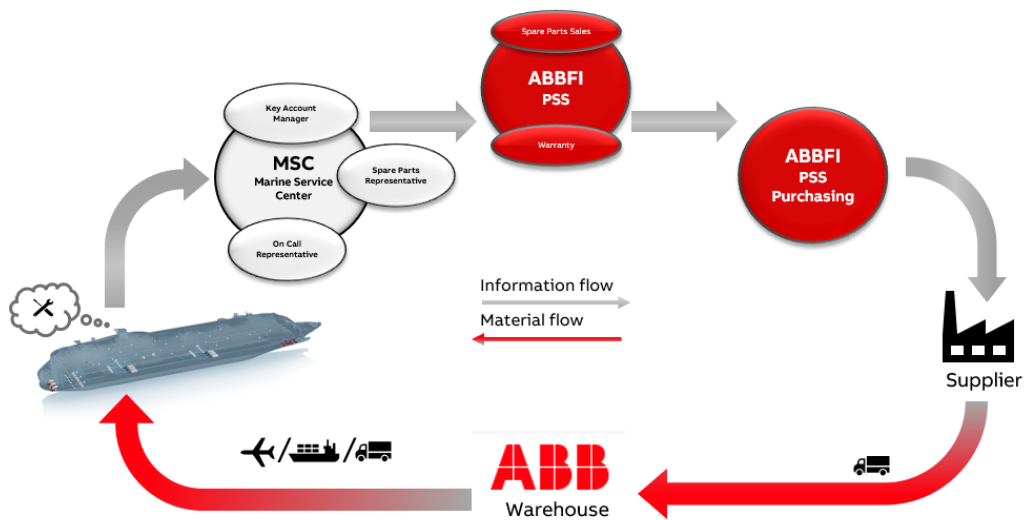 Spare Parts Sales
ABBFI
PSS
Warranty
Key Account
Manager
MSC
Marine Service
Center
Spare Parts
Representative
On Call
Representative
ABBFI
PSS
Purchasing
Information flow
Material flow
Supplier
ABB
Warehouse